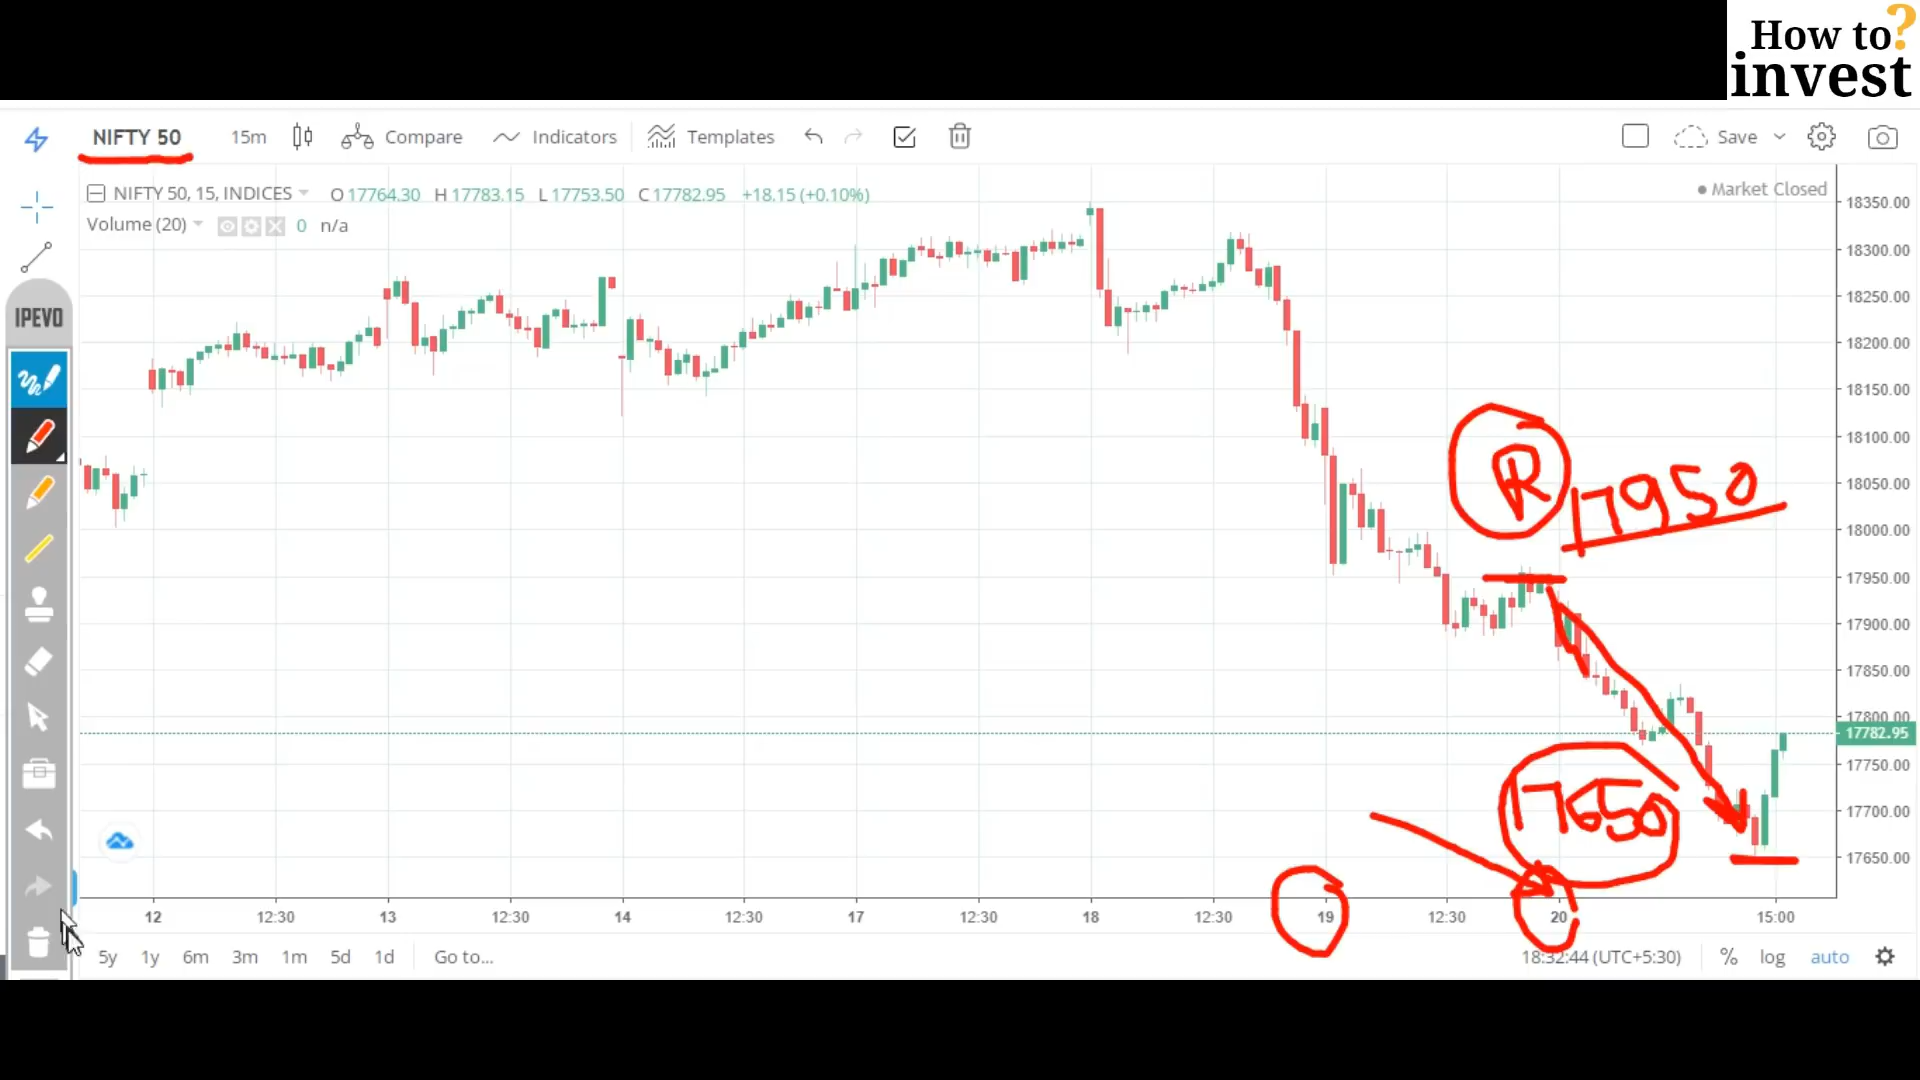 How to?
invest
NIFTY 50 15m Compare Indicators Templates Save
NIFTY 50, 15, INDICES O 17764.30 H 17783.15 L 17753.50 C 17782.95 +18.15 (+0.10%)
Market Closed
Volume (20) 0 n/a
IPEVO
18350.00
18300.00
18250.00
18200.00
18150.00
18100.00
18050.00
18000.00
17950.00
17900.00
17850.00
17800.00
17782.95
17750.00
17700.00
17650.00
R 17950
17650
12 12:30 13 12:30 14 12:30 17 12:30 18 12:30 19 12:30 20 15:00
5y 1y 6m 3m 1m 5d 1d Go to... 18:32:44 (UTC+5:30) % log auto